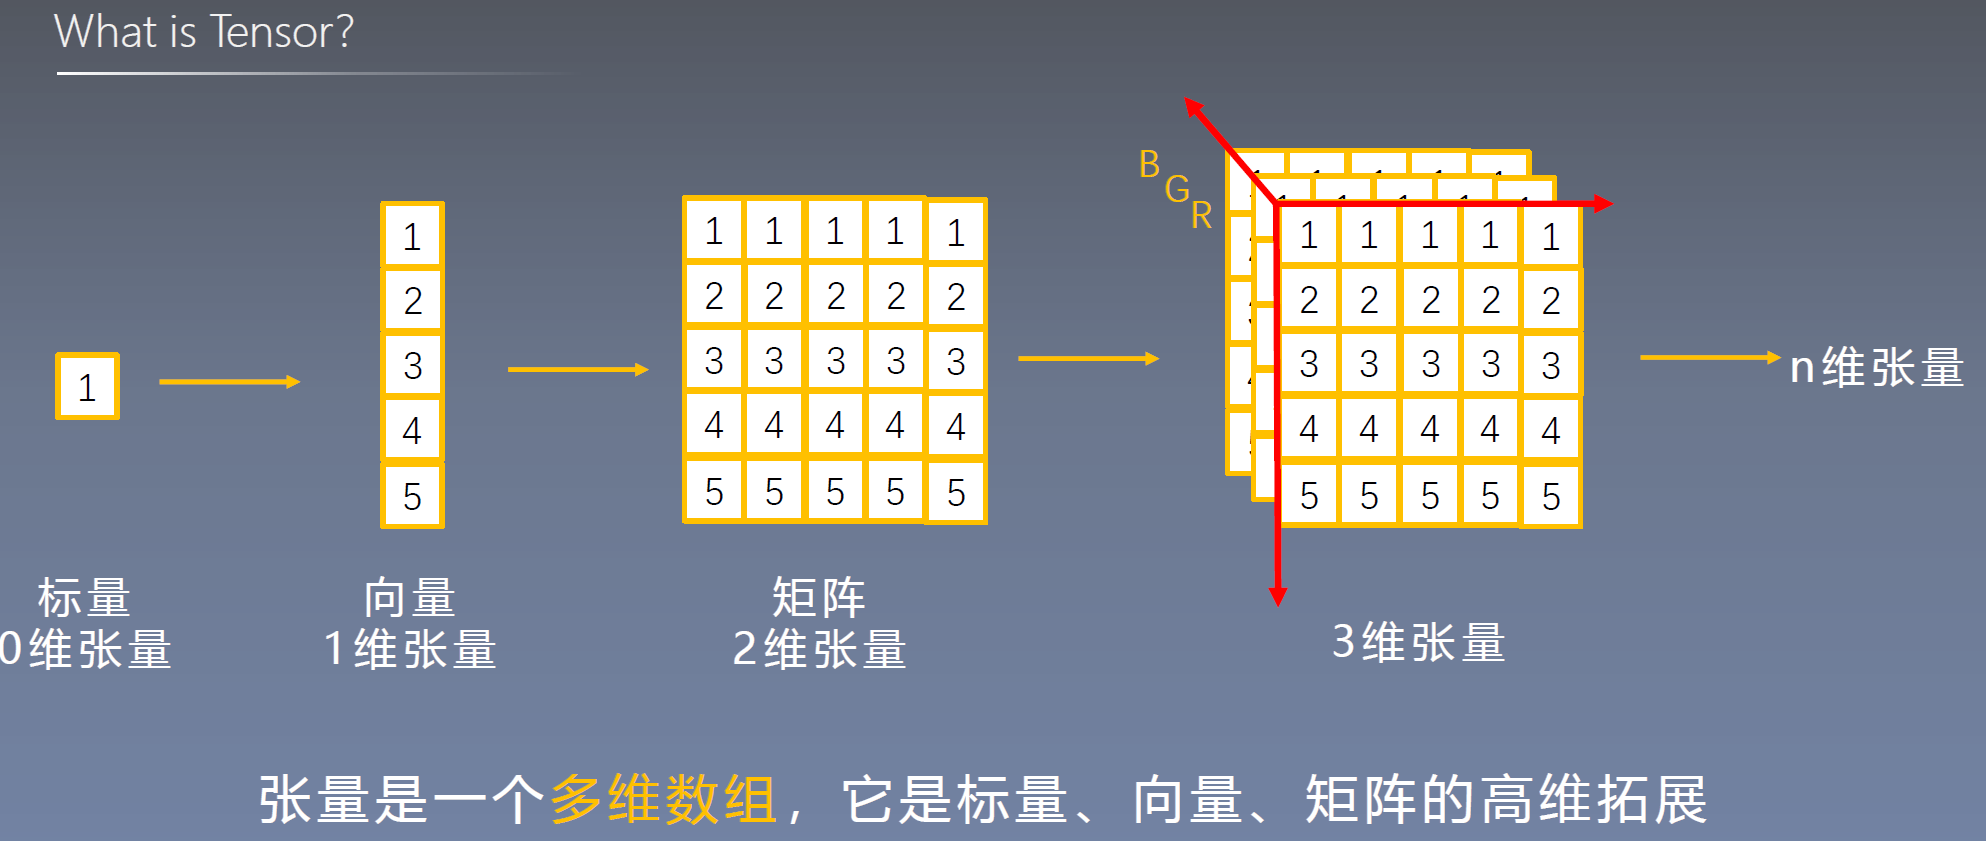 What is Tensor?
1
1
2
3
4
5
1 1 1 1 1
2 2 2 2 2
3 3 3 3 3
4 4 4 4 4
5 5 5 5 5
B
G
R
1 1 1 1 1
2 2 2 2 2
3 3 3 3 3
4 4 4 4 4
5 5 5 5 5
n维张量
标量
0维张量
向量
1维张量
矩阵
2维张量
3维张量
张量是一个多维数组，它是标量、向量、矩阵的高维拓展